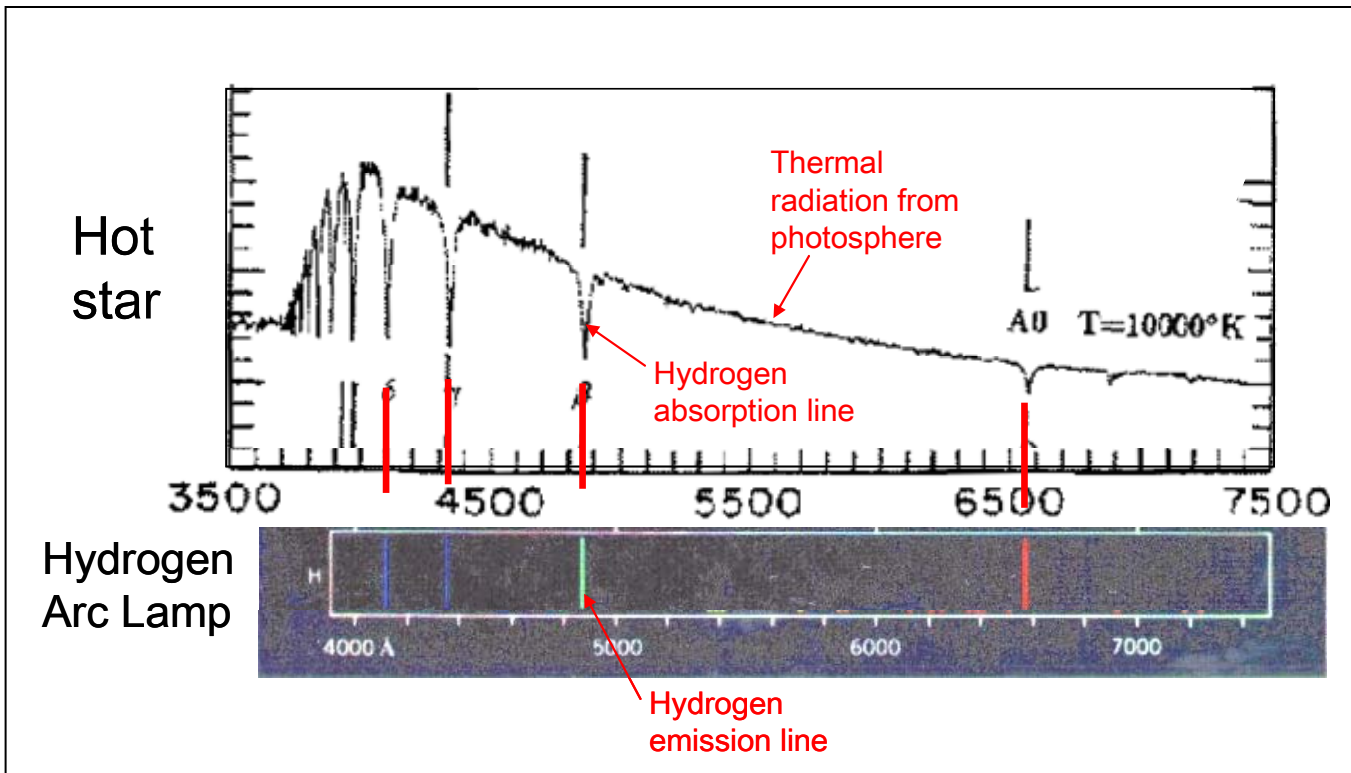 Hot
star
Thermal
radiation from
photosphere
A0 T=10000°K
Hydrogen
absorption line
δ γ β
3500 4500 5500 6500 7500
Hydrogen
Arc Lamp
H
4000 Å 5000 6000 7000
Hydrogen
emission line